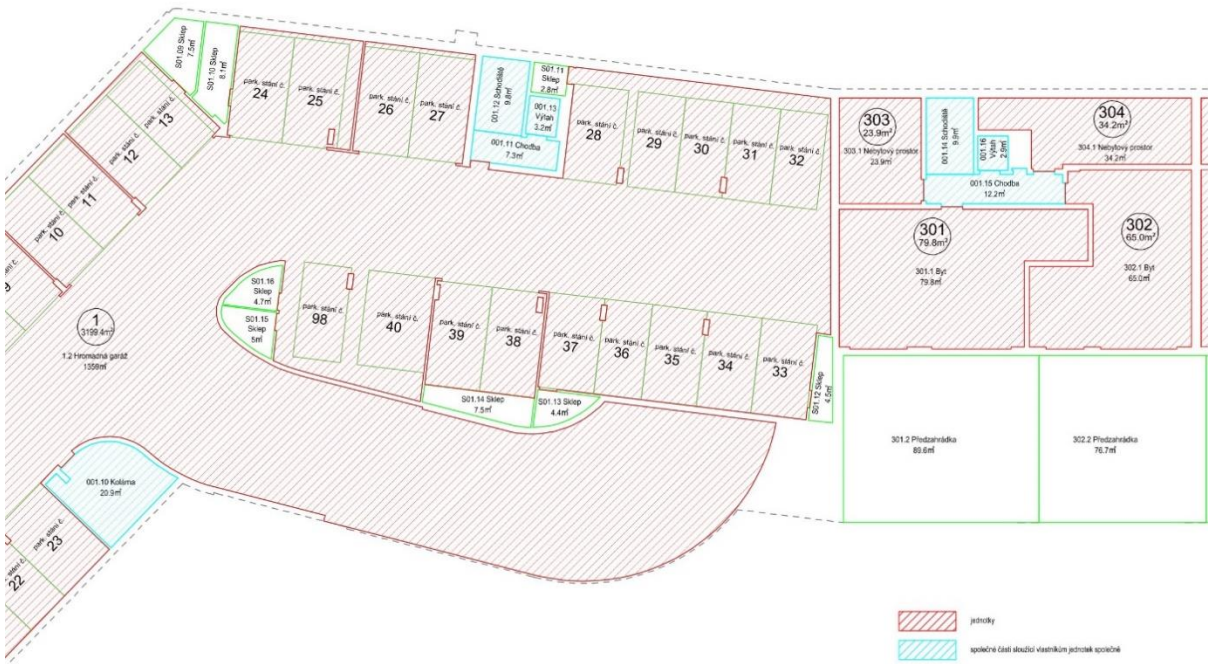 S01.09 Sklep
7.5m²
S01.10 Sklep
8.1m²
park. stání č.
24
park. stání č.
25
park. stání č.
26
park. stání č.
27
001.12 Schodiště
9.8m²
S01.11
Sklep
2.8m²
001.13
Výtah
3.2m²
001.11 Chodba
7.3m²
park. stání č.
28
park. stání č.
29
park. stání č.
30
park. stání č.
31
park. stání č.
32
303
23.9m²
303.1 Nebytový prostor
23.9m²
001.14 Schodiště
9.9m²
001.16
Výtah
2.9m²
304
34.2m²
304.1 Nebytový prostor
34.2m²
001.15 Chodba
12.2m²
301
79.8m²
301.1 Byt
79.8m²
302
65.0m²
302.1 Byt
65.0m²
park. stání č.
13
park. stání č.
12
park. stání č.
11
park. stání č.
10
9
1
3199.4m²
1.2 Hromadná garáž
1359m²
S01.16
Sklep
4.7m²
S01.15
Sklep
5m²
park. stání č.
98
park. stání č.
40
park. stání č.
39
park. stání č.
38
park. stání č.
37
park. stání č.
36
park. stání č.
35
park. stání č.
34
park. stání č.
33
S01.14 Sklep
7.5m²
S01.13 Sklep
4.4m²
S01.12 Sklep
4.5m²
301.2 Předzahrádka
89.6m²
302.2 Předzahrádka
76.7m²
001.10 Kolárna
20.9m²
park. stání č.
23
stání č.
22
jednotky
společné části sloužící vlastníkům jednotek společně